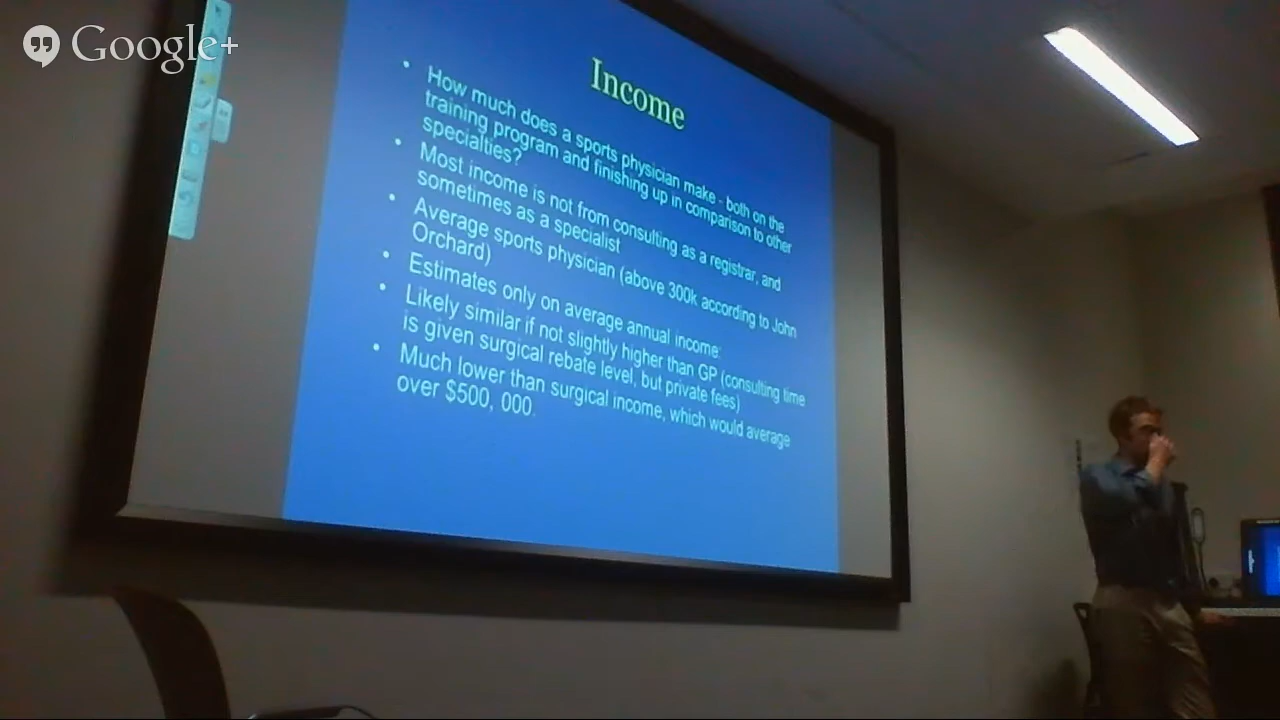 Google+
Income
• How much does a sports physician make - both on the
training program and finishing up in comparison to other
specialties?
• Most income is not from consulting as a registrar, and
sometimes as a specialist
• Average sports physician (above 300k according to John
Orchard)
• Estimates only on average annual income:
• Likely similar if not slightly higher than GP (consulting time
is given surgical rebate level, but private fees)
• Much lower than surgical income, which would average
over $500, 000.